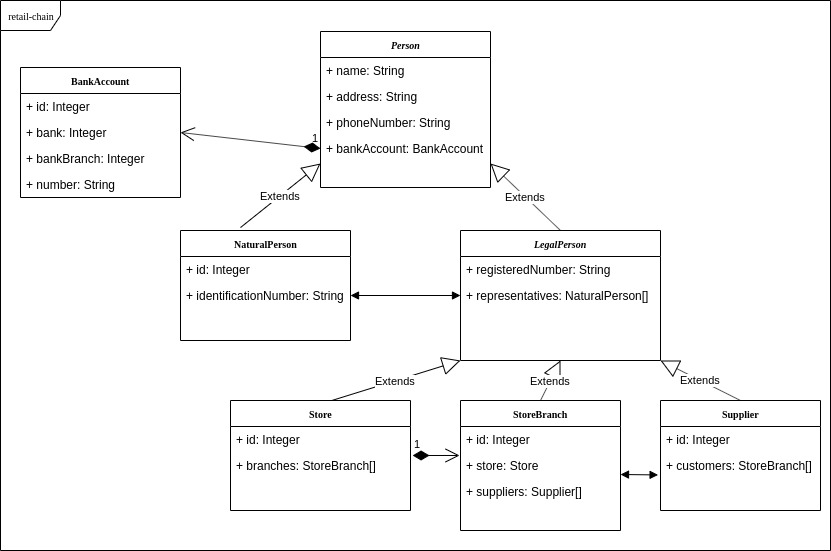 retail-chain
Person
+ name: String
+ address: String
+ phoneNumber: String
+ bankAccount: BankAccount
BankAccount
+ id: Integer
+ bank: Integer
+ bankBranch: Integer
+ number: String
1
Extends
Extends
NaturalPerson
+ id: Integer
+ identificationNumber: String
LegalPerson
+ registeredNumber: String
+ representatives: NaturalPerson[]
Extends
Extends
Extends
Store
+ id: Integer
+ branches: StoreBranch[]
1
StoreBranch
+ id: Integer
+ store: Store
+ suppliers: Supplier[]
Supplier
+ id: Integer
+ customers: StoreBranch[]